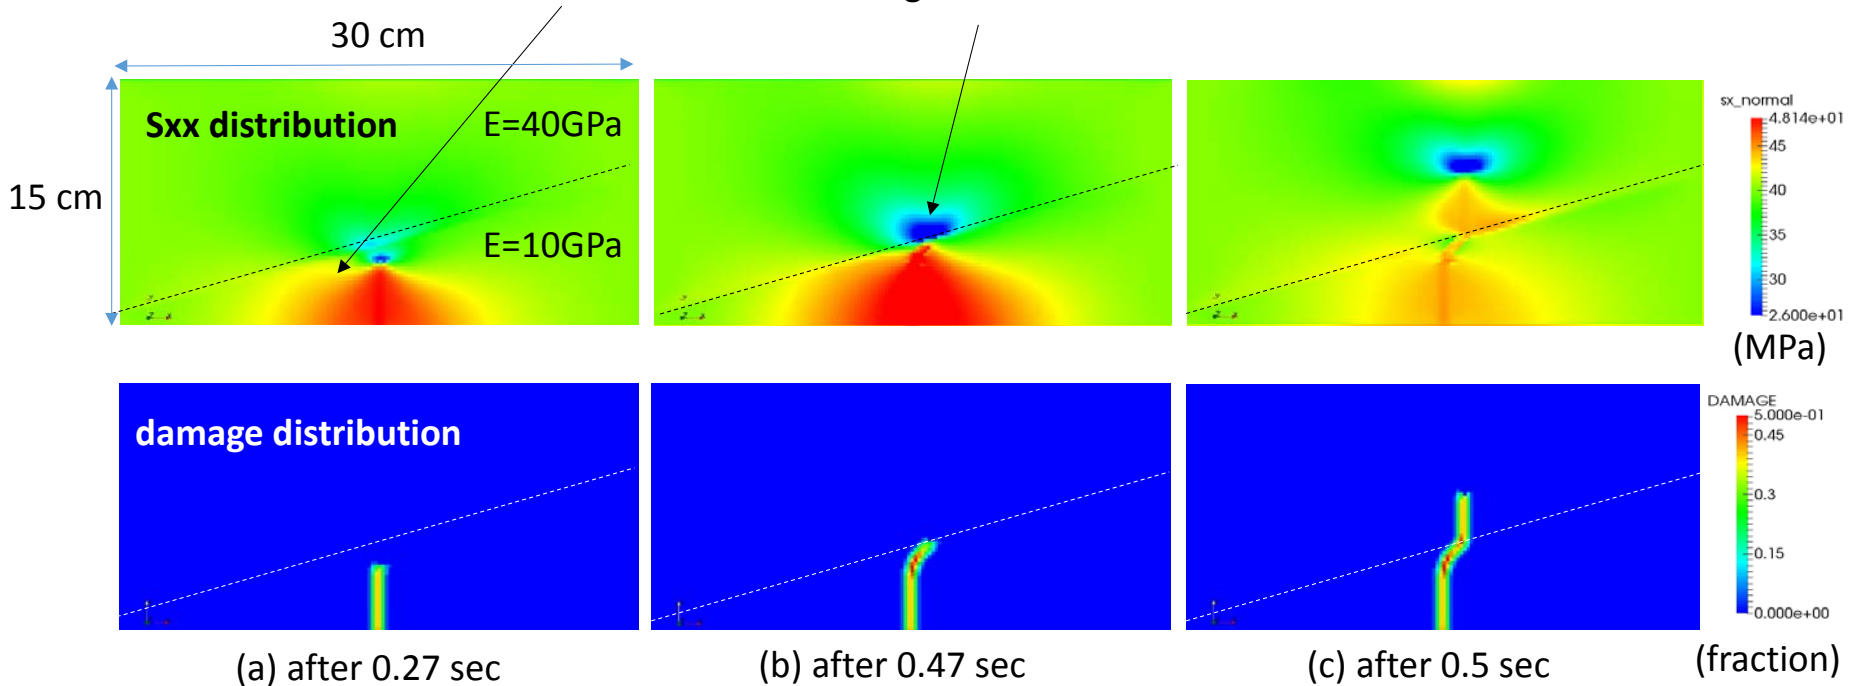 g
30 cm
Sxx distribution
E=40GPa
15 cm
E=10GPa
sx_normal
4.814e+01
45
40
35
30
2.600e+01
(MPa)
damage distribution
DAMAGE
5.000e-01
0.45
0.3
0.15
0.000e+00
(a) after 0.27 sec
(b) after 0.47 sec
(c) after 0.5 sec
(fraction)